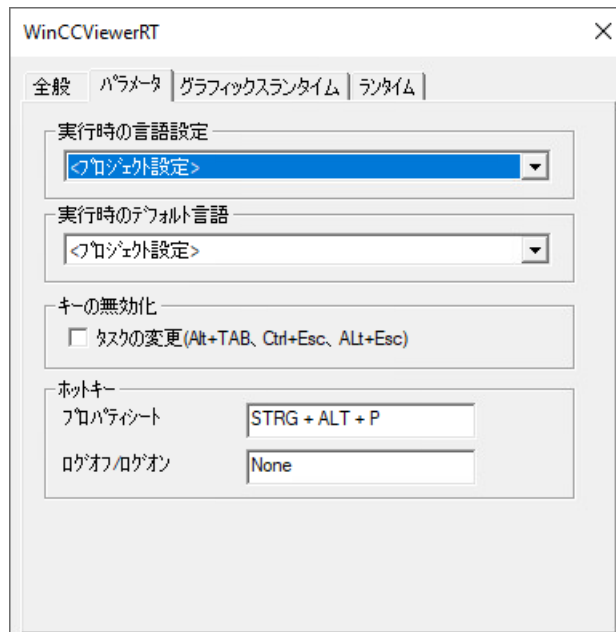 WinCCViewerRT
全般 パラメータ グラフィックスランタイム ランタイム
実行時の言語設定
<プロジェクト設定>
実行時のデフォルト言語
<プロジェクト設定>
キーの無効化
タスクの変更(Alt+TAB、Ctrl+Esc、ALt+Esc)
ホットキー
プロパティシート STRG + ALT + P
ログオフ/ログオン None